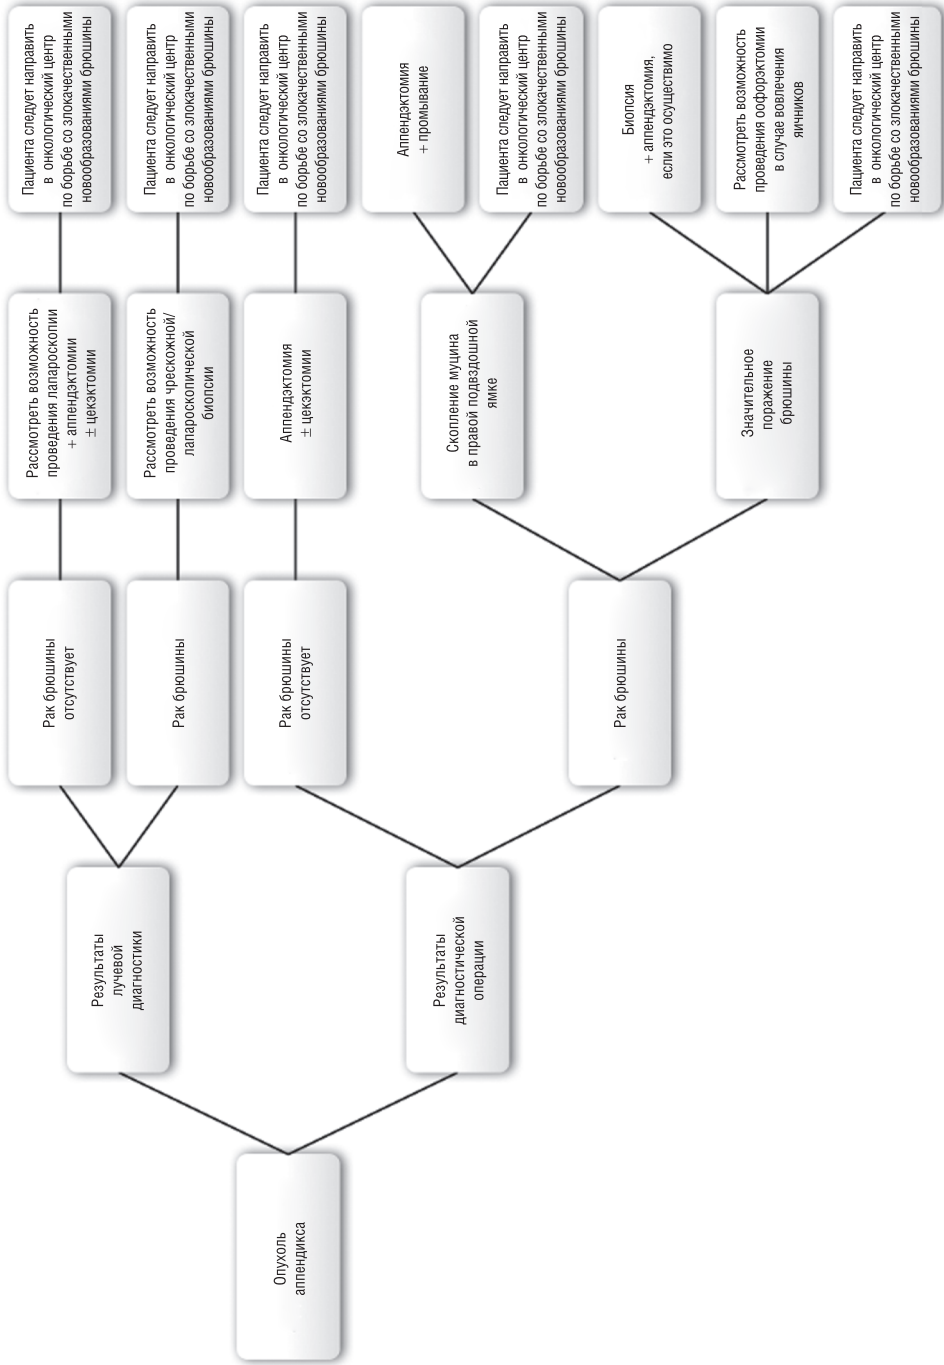 Опухоль
аппендикса
Результаты
лучевой
диагностики
Результаты
диагностической
операции
Рак брюшины
отсутствует
Рак брюшины
Рак брюшины
отсутствует
Рак брюшины
Рассмотреть возможность
проведения лапароскопии
+ аппендэктомии
± цекэктомии
Рассмотреть возможность
проведения чрескожной/
лапароскопической
биопсии
Аппендэктомия
± цекэктомии
Скопление муцина
в правой подвздошной
ямке
Значительное
поражение
брюшины
Пациента следует направить
в онкологический центр
по борьбе со злокачественными
новообразованиями брюшины
Пациента следует направить
в онкологический центр
по борьбе со злокачественными
новообразованиями брюшины
Пациента следует направить
в онкологический центр
по борьбе со злокачественными
новообразованиями брюшины
Аппендэктомия
+ промывание
Пациента следует направить
в онкологический центр
по борьбе со злокачественными
новообразованиями брюшины
Биопсия
+ аппендэктомия,
если это осуществимо
Рассмотреть возможность
проведения оофорэктомии
в случае вовлечения
яичников
Пациента следует направить
в онкологический центр
по борьбе со злокачественными
новообразованиями брюшины